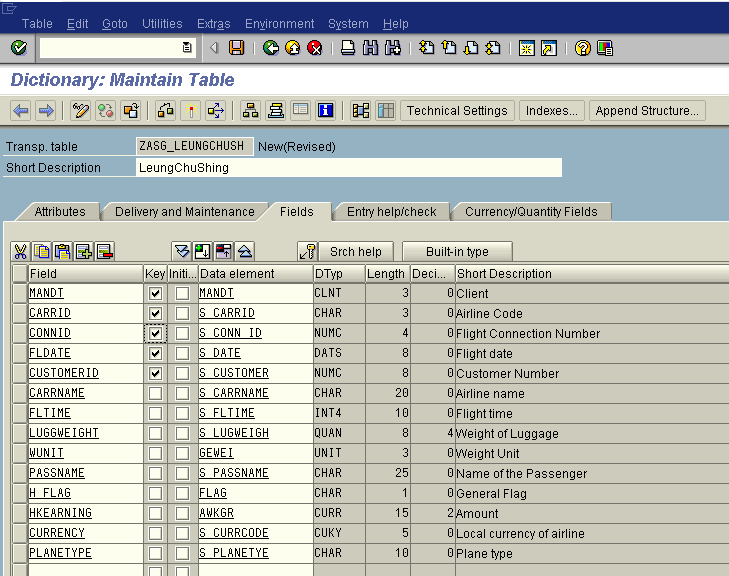 Table Edit Goto Utilities Extras Environment System Help
Dictionary: Maintain Table
Technical Settings Indexes... Append Structure...
Transp. table ZASG_LEUNGCHUSH New(Revised)
Short Description LeungChuShing
Attributes Delivery and Maintenance Fields Entry help/check Currency/Quantity Fields
Srch help Built-in type
Field Key Initi... Data element DTyp Length Deci... Short Description
MANDT MANDT CLNT 3 0 Client
CARRID S_CARRID CHAR 3 0 Airline Code
CONNID S_CONN_ID NUMC 4 0 Flight Connection Number
FLDATE S_DATE DATS 8 0 Flight date
CUSTOMERID S_CUSTOMER NUMC 8 0 Customer Number
CARRNAME S_CARRNAME CHAR 20 0 Airline name
FLTIME S_FLTIME INT4 10 0 Flight time
LUGGWEIGHT S_LUGWEIGH QUAN 8 4 Weight of Luggage
WUNIT GEWEI UNIT 3 0 Weight Unit
PASSNAME S_PASSNAME CHAR 25 0 Name of the Passenger
H_FLAG FLAG CHAR 1 0 General Flag
HKEARNING AWKGR CURR 15 2 Amount
CURRENCY S_CURRCODE CUKY 5 0 Local currency of airline
PLANETYPE S_PLANETYE CHAR 10 0 Plane type